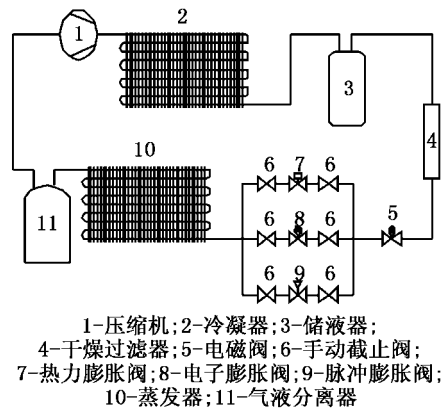 2
1
3
4
10
6 7 6
11
6 8 6
5
6 9 6
1-压缩机;2-冷凝器;3-储液器;
4-干燥过滤器;5-电磁阀;6-手动截止阀;
7-热力膨胀阀;8-电子膨胀阀;9-脉冲膨胀阀;
10-蒸发器;11-气液分离器